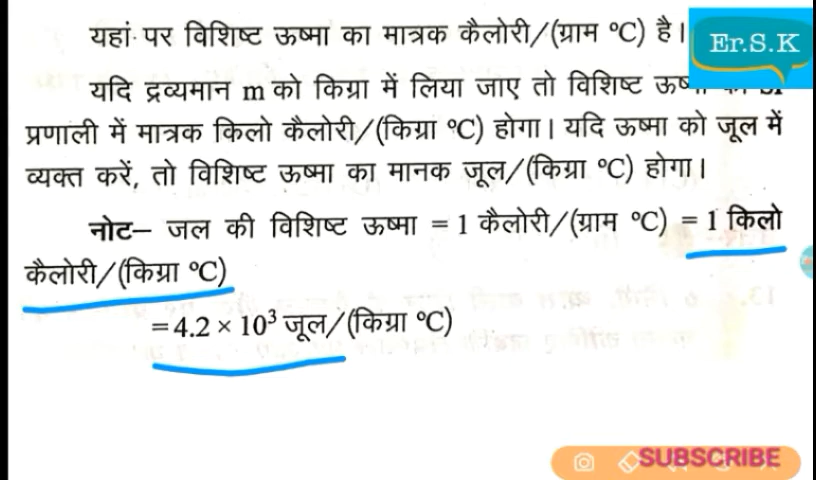 यहां पर विशिष्ट ऊष्मा का मात्रक कैलोरी/(ग्राम °C) है।
Er.S.K
यदि द्रव्यमान m को किग्रा में लिया जाए तो विशिष्ट
प्रणाली में मात्रक किलो कैलोरी/(किग्रा °C) होगा। यदि ऊष्मा को जूल में
व्यक्त करें, तो विशिष्ट ऊष्मा का मानक जूल/(किग्रा °C) होगा।
नोट– जल की विशिष्ट ऊष्मा = 1 कैलोरी/(ग्राम °C) = 1 किलो
कैलोरी/(किग्रा °C)
= 4.2 × 10³ जूल/(किग्रा °C)
SUBSCRIBE